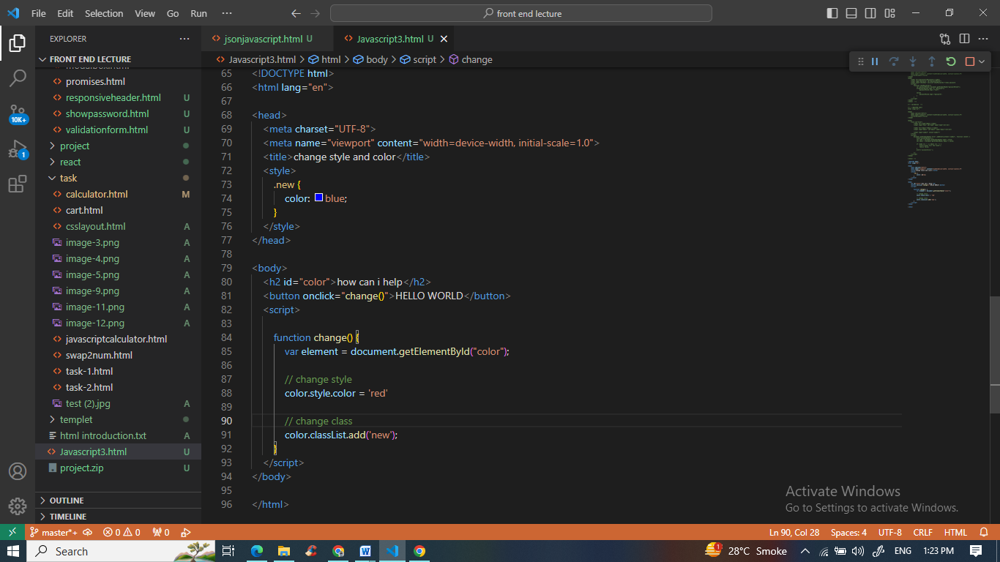 File Edit Selection View Go Run ··· front end lecture
EXPLORER ···
FRONT END LECTURE
promises.html
responsiveheader.html U
showpassword.html U
validationform.html U
project
react
task
calculator.html M
cart.html
csslayout.html A
image-3.png A
image-4.png A
image-5.png A
image-9.png A
image-11.png A
image-12.png A
javascriptcalculator.html
swap2num.html
task-1.html
task-2.html
test (2).jpg A
templet
html introduction.txt U
Javascript3.html U
project.zip U
OUTLINE
TIMELINE
10K+
1
jsonjavascript.html U Javascript3.html U
Javascript3.html > html > body > script > change
65 <!DOCTYPE html>
66 <html lang="en">
67
68 <head>
69 <meta charset="UTF-8">
70 <meta name="viewport" content="width=device-width, initial-scale=1.0">
71 <title>change style and color</title>
72 <style>
73 .new {
74 color: blue;
75 }
76 </style>
77 </head>
78
79 <body>
80 <h2 id="color">how can i help</h2>
81 <button onclick="change()">HELLO WORLD</button>
82 <script>
83
84 function change() {
85 var element = document.getElementById("color");
86
87 // change style
88 color.style.color = 'red'
89
90 // change class
91 color.classList.add('new');
92 }
93 </script>
94 </body>
95
96 </html>
Activate Windows
Go to Settings to activate Windows.
master*+ 0 0 0 Ln 90, Col 28 Spaces: 4 UTF-8 CRLF HTML
Search 1 28°C Smoke ENG 1:23 PM